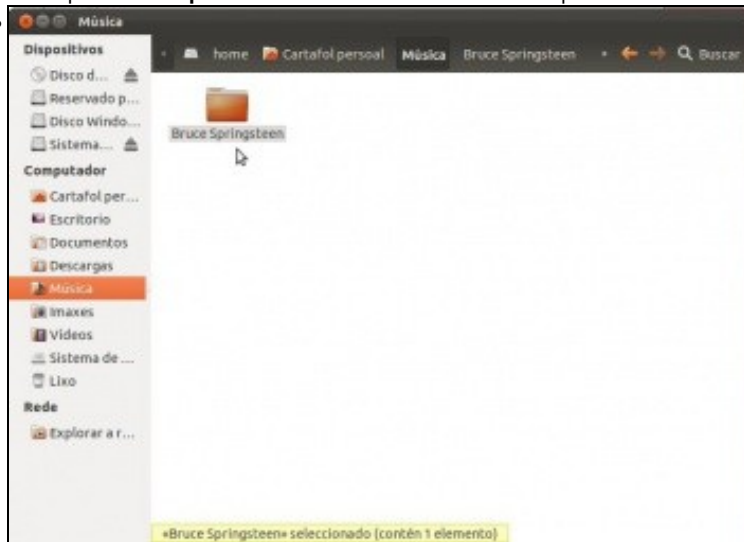 Música
Dispositivos
Disco d...
Reservado p...
Disco Windo...
Sistema...
Computador
Cartafol per...
Escritorio
Documentos
Descargas
Música
Imaxes
Vídeos
Sistema de ...
Lixo
Rede
Explorar a r...
home Cartafol persoal Música Bruce Springsteen Buscar
Bruce Springsteen
«Bruce Springsteen» seleccionado (contén 1 elemento)